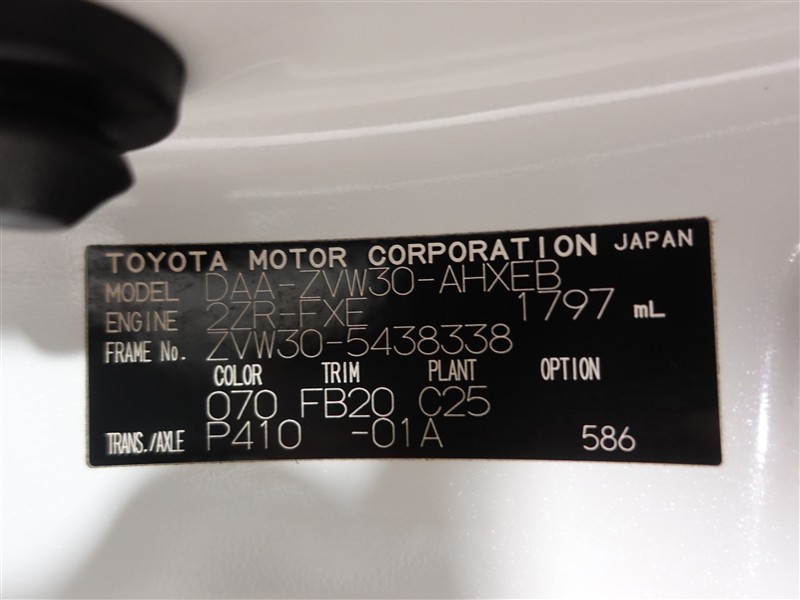 TOYOTA MOTOR CORPORATION JAPAN
MODEL DAA-ZVW30-AHXEB
ENGINE 2ZR-FXE 1797 mL
FRAME No. ZVW30-5438338
COLOR TRIM PLANT OPTION
070 FB20 C25
TRANS./AXLE P410 -01A 586